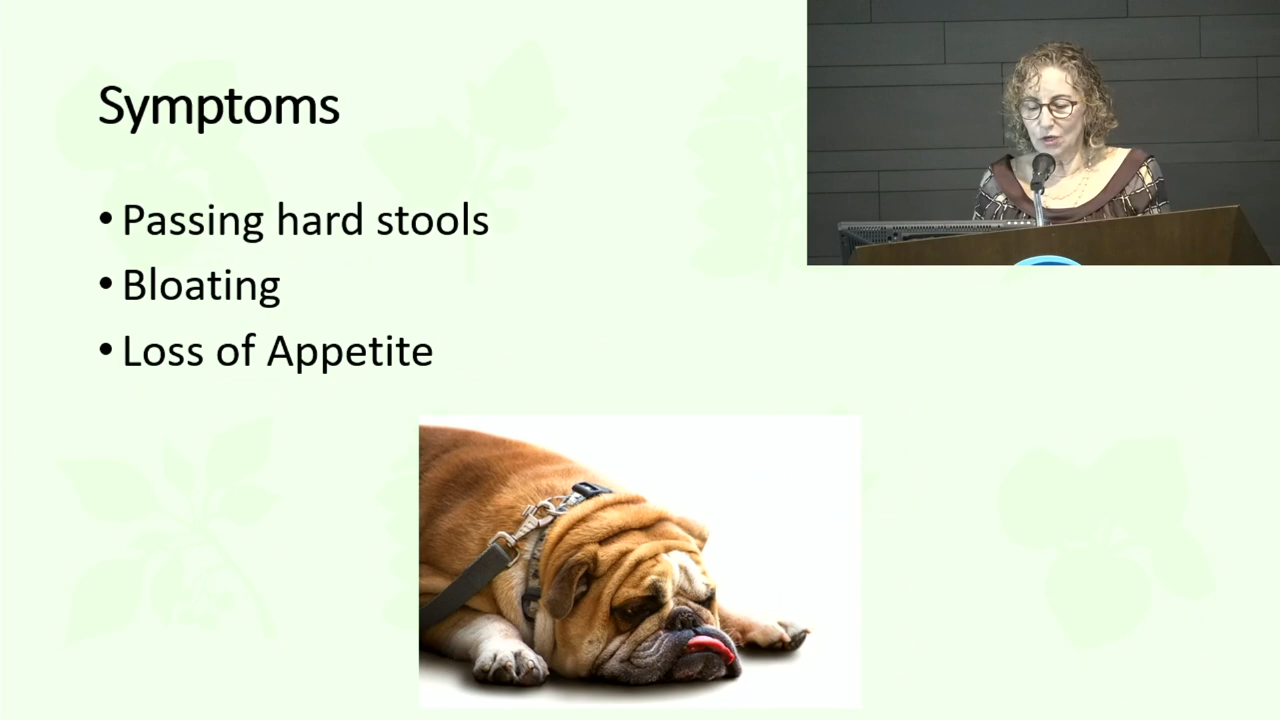 Symptoms
• Passing hard stools
• Bloating
• Loss of Appetite